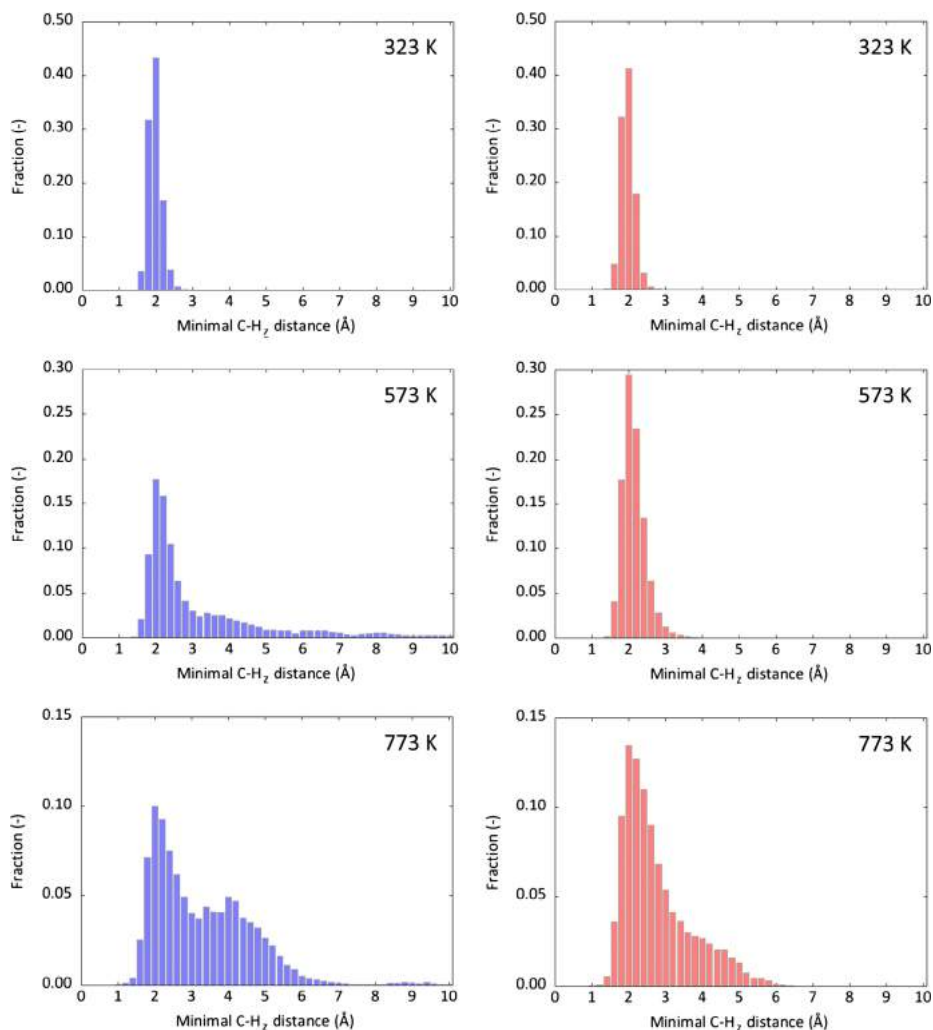 0.50
323 K
0.40
0.30
0.20
0.10
0.00
Fraction (-)
0 1 2 3 4 5 6 7 8 9 10
Minimal C-Hz distance (Å)
0.50
323 K
0.40
0.30
0.20
0.10
0.00
Fraction (-)
0 1 2 3 4 5 6 7 8 9 10
Minimal C-Hz distance (Å)
0.30
573 K
0.25
0.20
0.15
0.10
0.05
0.00
Fraction (-)
0 1 2 3 4 5 6 7 8 9 10
Minimal C-Hz distance (Å)
0.30
573 K
0.25
0.20
0.15
0.10
0.05
0.00
Fraction (-)
0 1 2 3 4 5 6 7 8 9 10
Minimal C-Hz distance (Å)
0.15
773 K
0.10
0.05
0.00
Fraction (-)
0 1 2 3 4 5 6 7 8 9 10
Minimal C-Hz distance (Å)
0.15
773 K
0.10
0.05
0.00
Fraction (-)
0 1 2 3 4 5 6 7 8 9 10
Minimal C-Hz distance (Å)